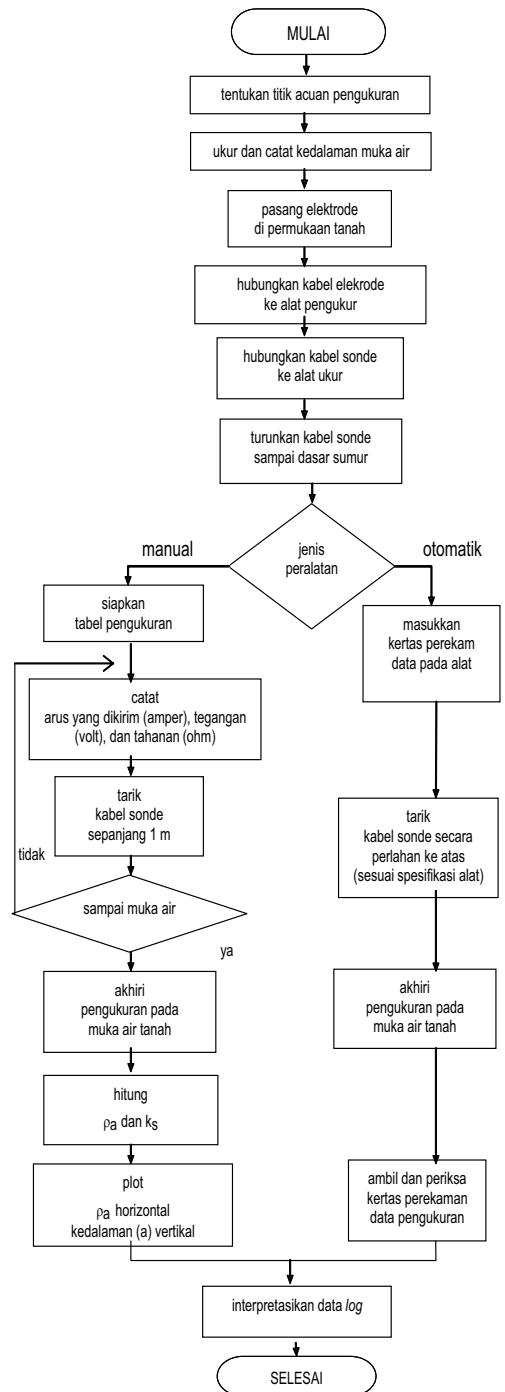 MULAI
tentukan titik acuan pengukuran
ukur dan catat kedalaman muka air
pasang elektrode
di permukaan tanah
hubungkan kabel elekrode
ke alat pengukur
hubungkan kabel sonde
ke alat ukur
turunkan kabel sonde
sampai dasar sumur
jenis
peralatan
manual
otomatik
siapkan
tabel pengukuran
catat
arus yang dikirim (amper), tegangan
(volt), dan tahanan (ohm)
tarik
kabel sonde
sepanjang 1 m
tidak
sampai muka air
ya
akhiri
pengukuran pada
muka air tanah
hitung
ρa dan ks
plot
ρa horizontal
kedalaman (a) vertikal
masukkan
kertas perekam
data pada alat
tarik
kabel sonde secara
perlahan ke atas
(sesuai spesifikasi alat)
akhiri
pengukuran pada
muka air tanah
ambil dan periksa
kertas perekaman
data pengukuran
interpretasikan data log
SELESAI